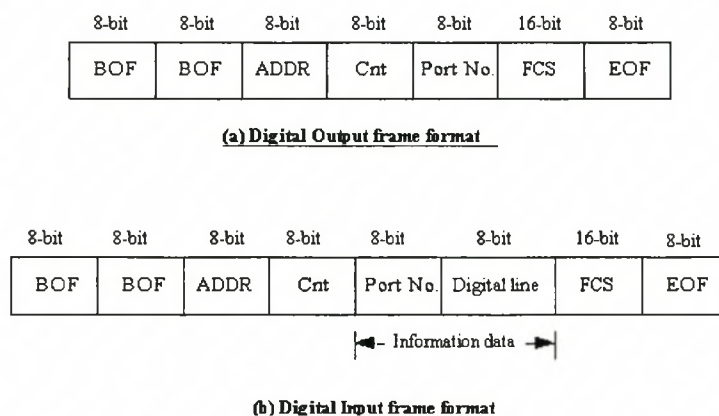 8-bit 8-bit 8-bit 8-bit 8-bit 16-bit 8-bit
BOF BOF ADDR Cnt Port No. FCS EOF
(a) Digital Output frame format
8-bit 8-bit 8-bit 8-bit 8-bit 8-bit 16-bit 8-bit
BOF BOF ADDR Cnt Port No. Digital line FCS EOF
Information data
(b) Digital Input frame format